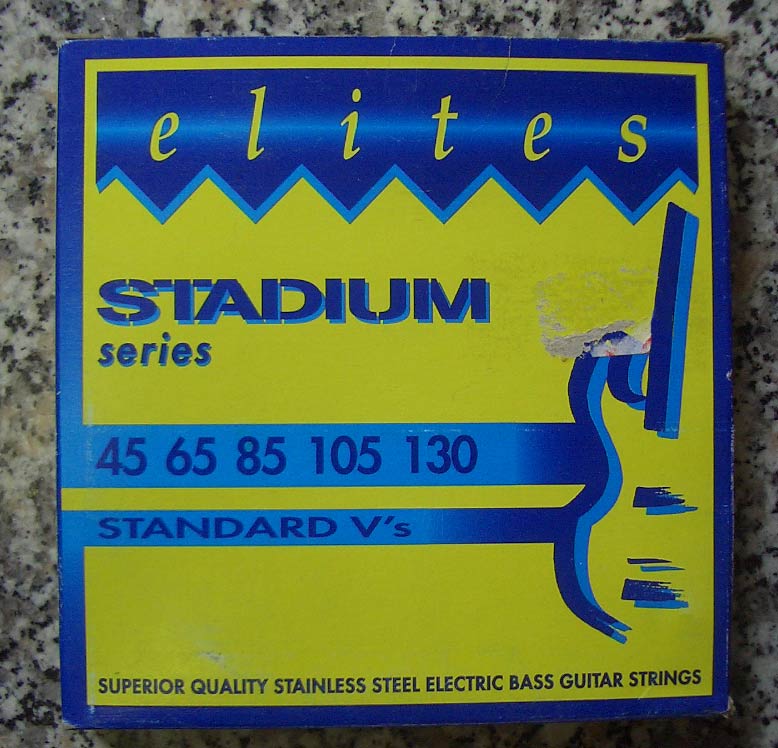 elites
STADIUM
series
45 65 85 105 130
STANDARD V's
SUPERIOR QUALITY STAINLESS STEEL ELECTRIC BASS GUITAR STRINGS